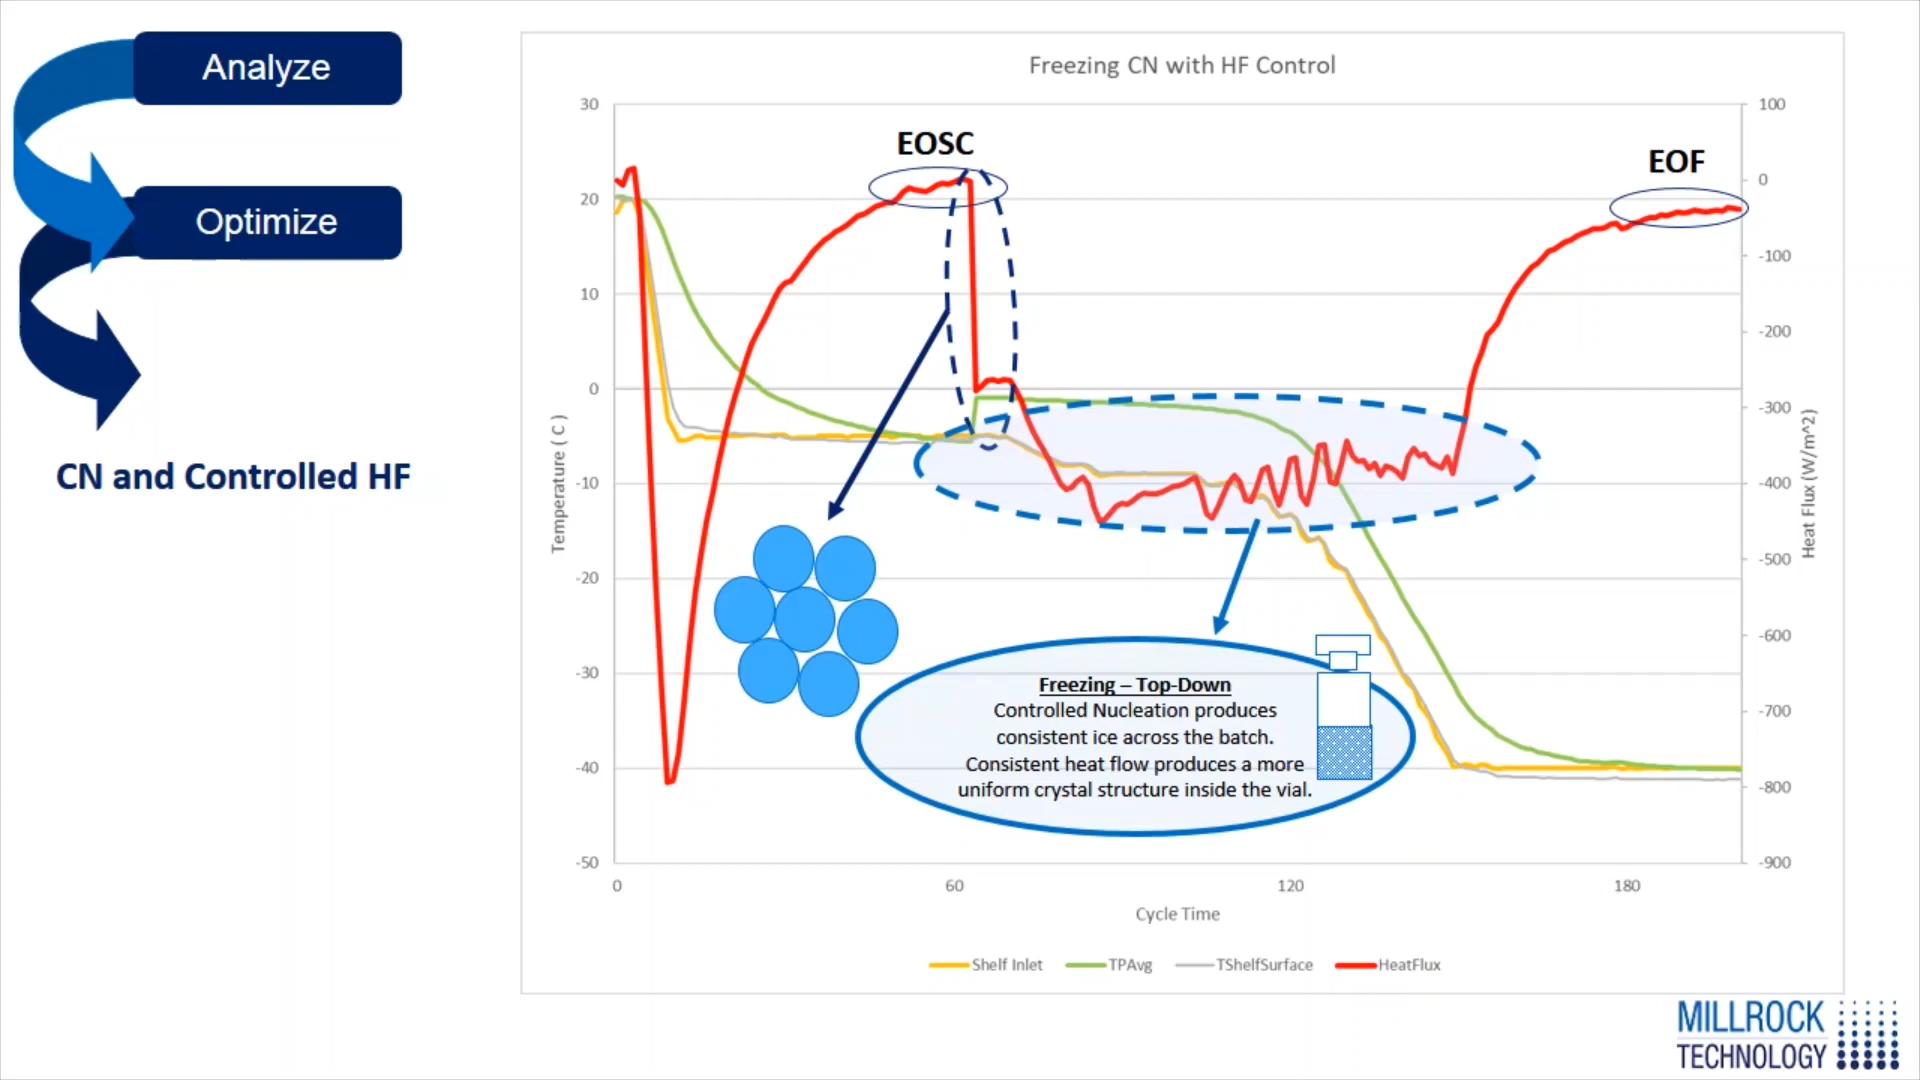 Analyze
Optimize
CN and Controlled HF
Freezing CN with HF Control
EOSC
EOF
30
20
10
0
-10
-20
-30
-40
-50
Temperature ( C )
100
0
-100
-200
-300
-400
-500
-600
-700
-800
-900
Heat Flux (W/m^2)
Freezing – Top-Down
Controlled Nucleation produces
consistent ice across the batch.
Consistent heat flow produces a more
uniform crystal structure inside the vial.
0
60
120
180
Cycle Time
Shelf Inlet
TPAvg
TShelfSurface
HeatFlux
MILLROCK
TECHNOLOGY